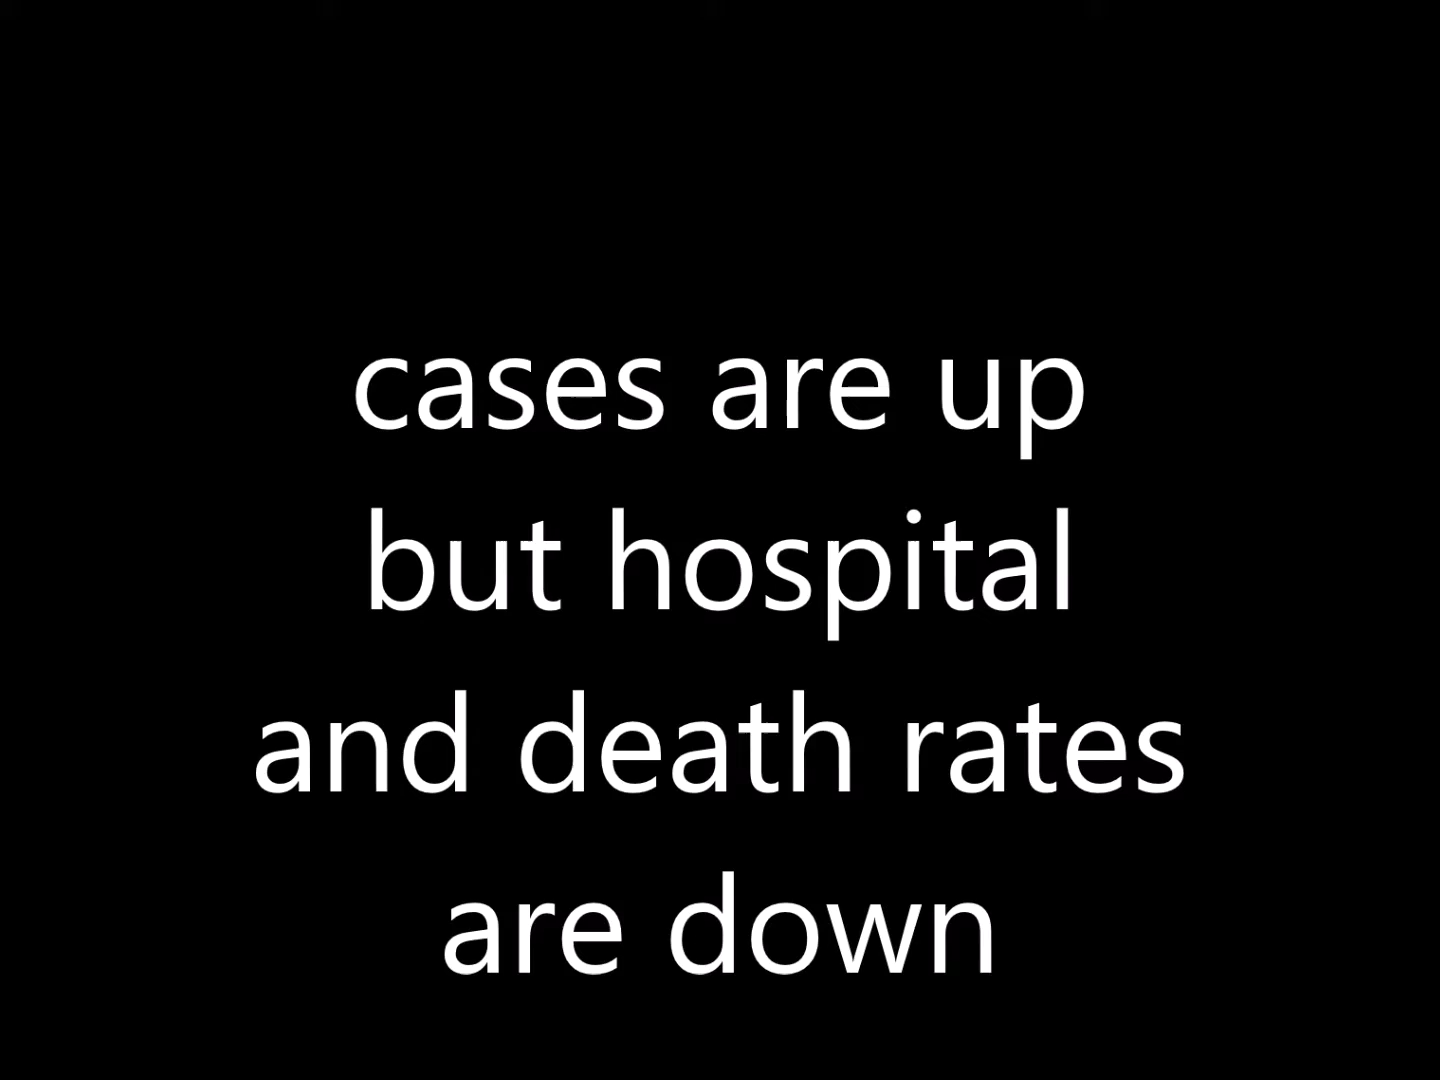 cases are up
but hospital
and death rates
are down